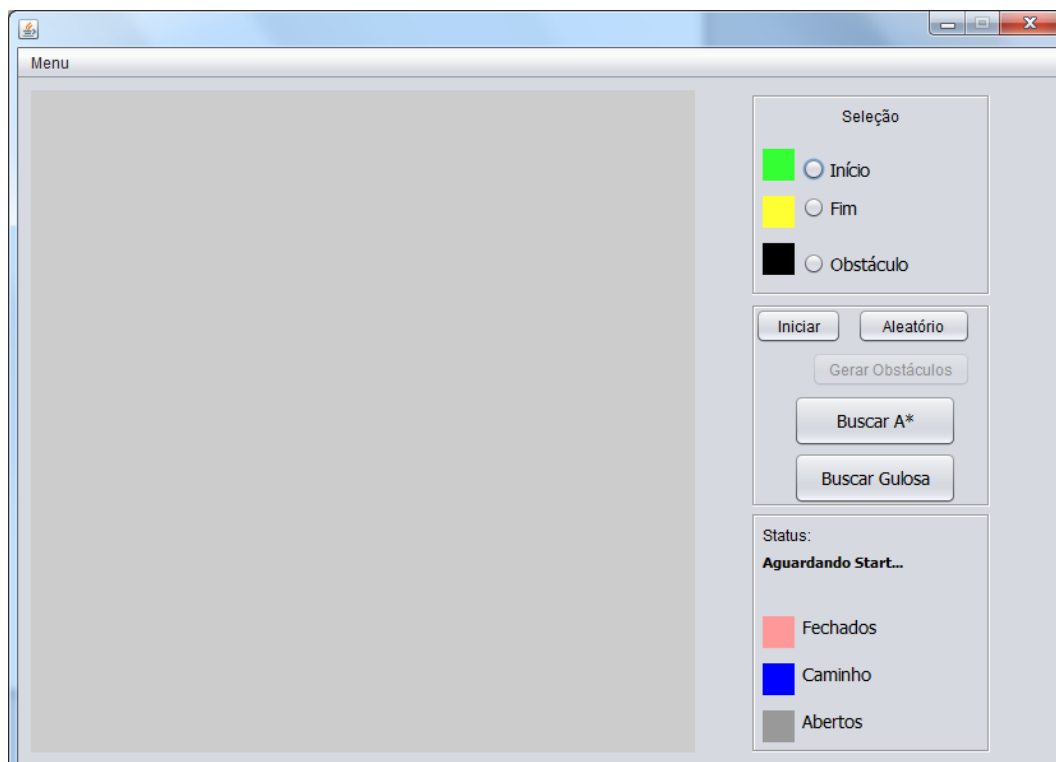 Menu
Seleção
Início
Fim
Obstáculo
Iniciar Aleatório
Gerar Obstáculos
Buscar A*
Buscar Gulosa
Status:
Aguardando Start...
Fechados
Caminho
Abertos